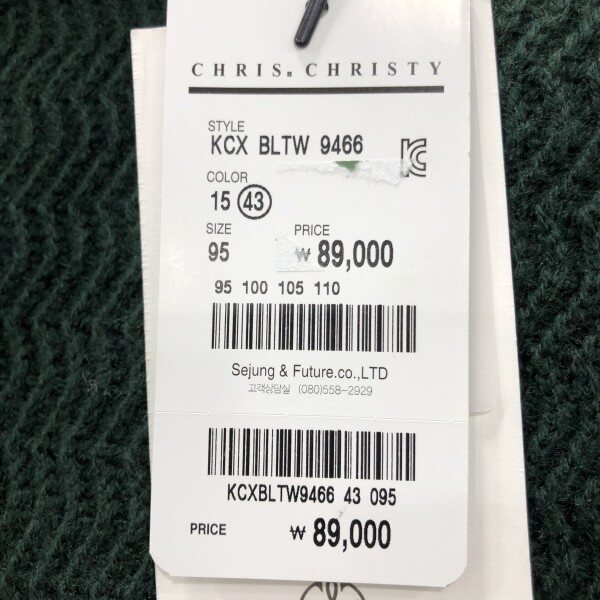 CHRIS. CHRISTY
STYLE
KCX BLTW 9466
COLOR
15 43
SIZE PRICE
95 ₩ 89,000
95 100 105 110
Sejung & Future.co.,LTD
고객상담실 (080)558-2929
KCXBLTW9466 43 095
PRICE ₩ 89,000